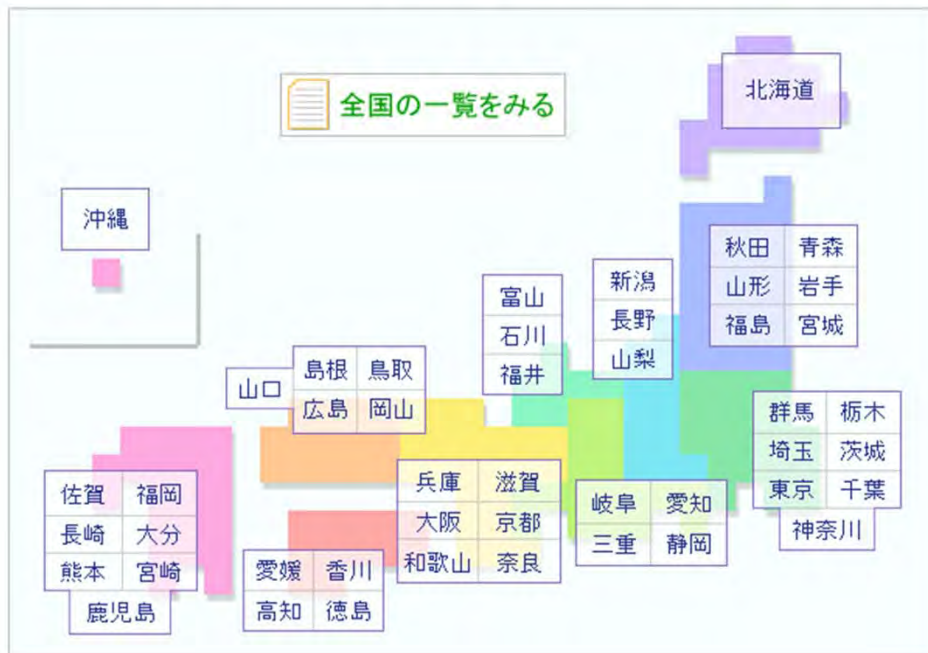 全国の一覧をみる
北海道
沖縄
秋田 青森
山形 岩手
福島 宮城
新潟
長野
山梨
富山
石川
福井
島根 鳥取
山口
広島 岡山
群馬 栃木
埼玉 茨城
東京 千葉
神奈川
兵庫 滋賀
大阪 京都
和歌山 奈良
岐阜 愛知
三重 静岡
佐賀 福岡
長崎 大分
熊本 宮崎
鹿児島
愛媛 香川
高知 徳島